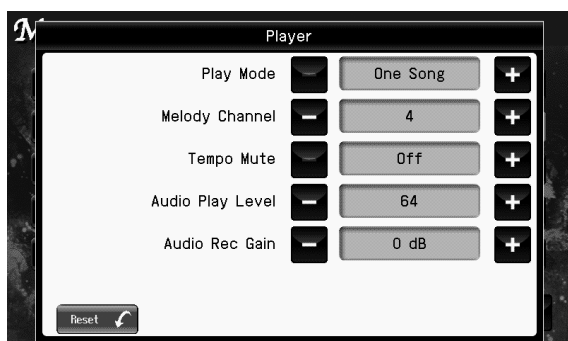 Player
Play Mode − One Song +
Melody Channel − 4 +
Tempo Mute − Off +
Audio Play Level − 64 +
Audio Rec Gain − 0 dB +
Reset